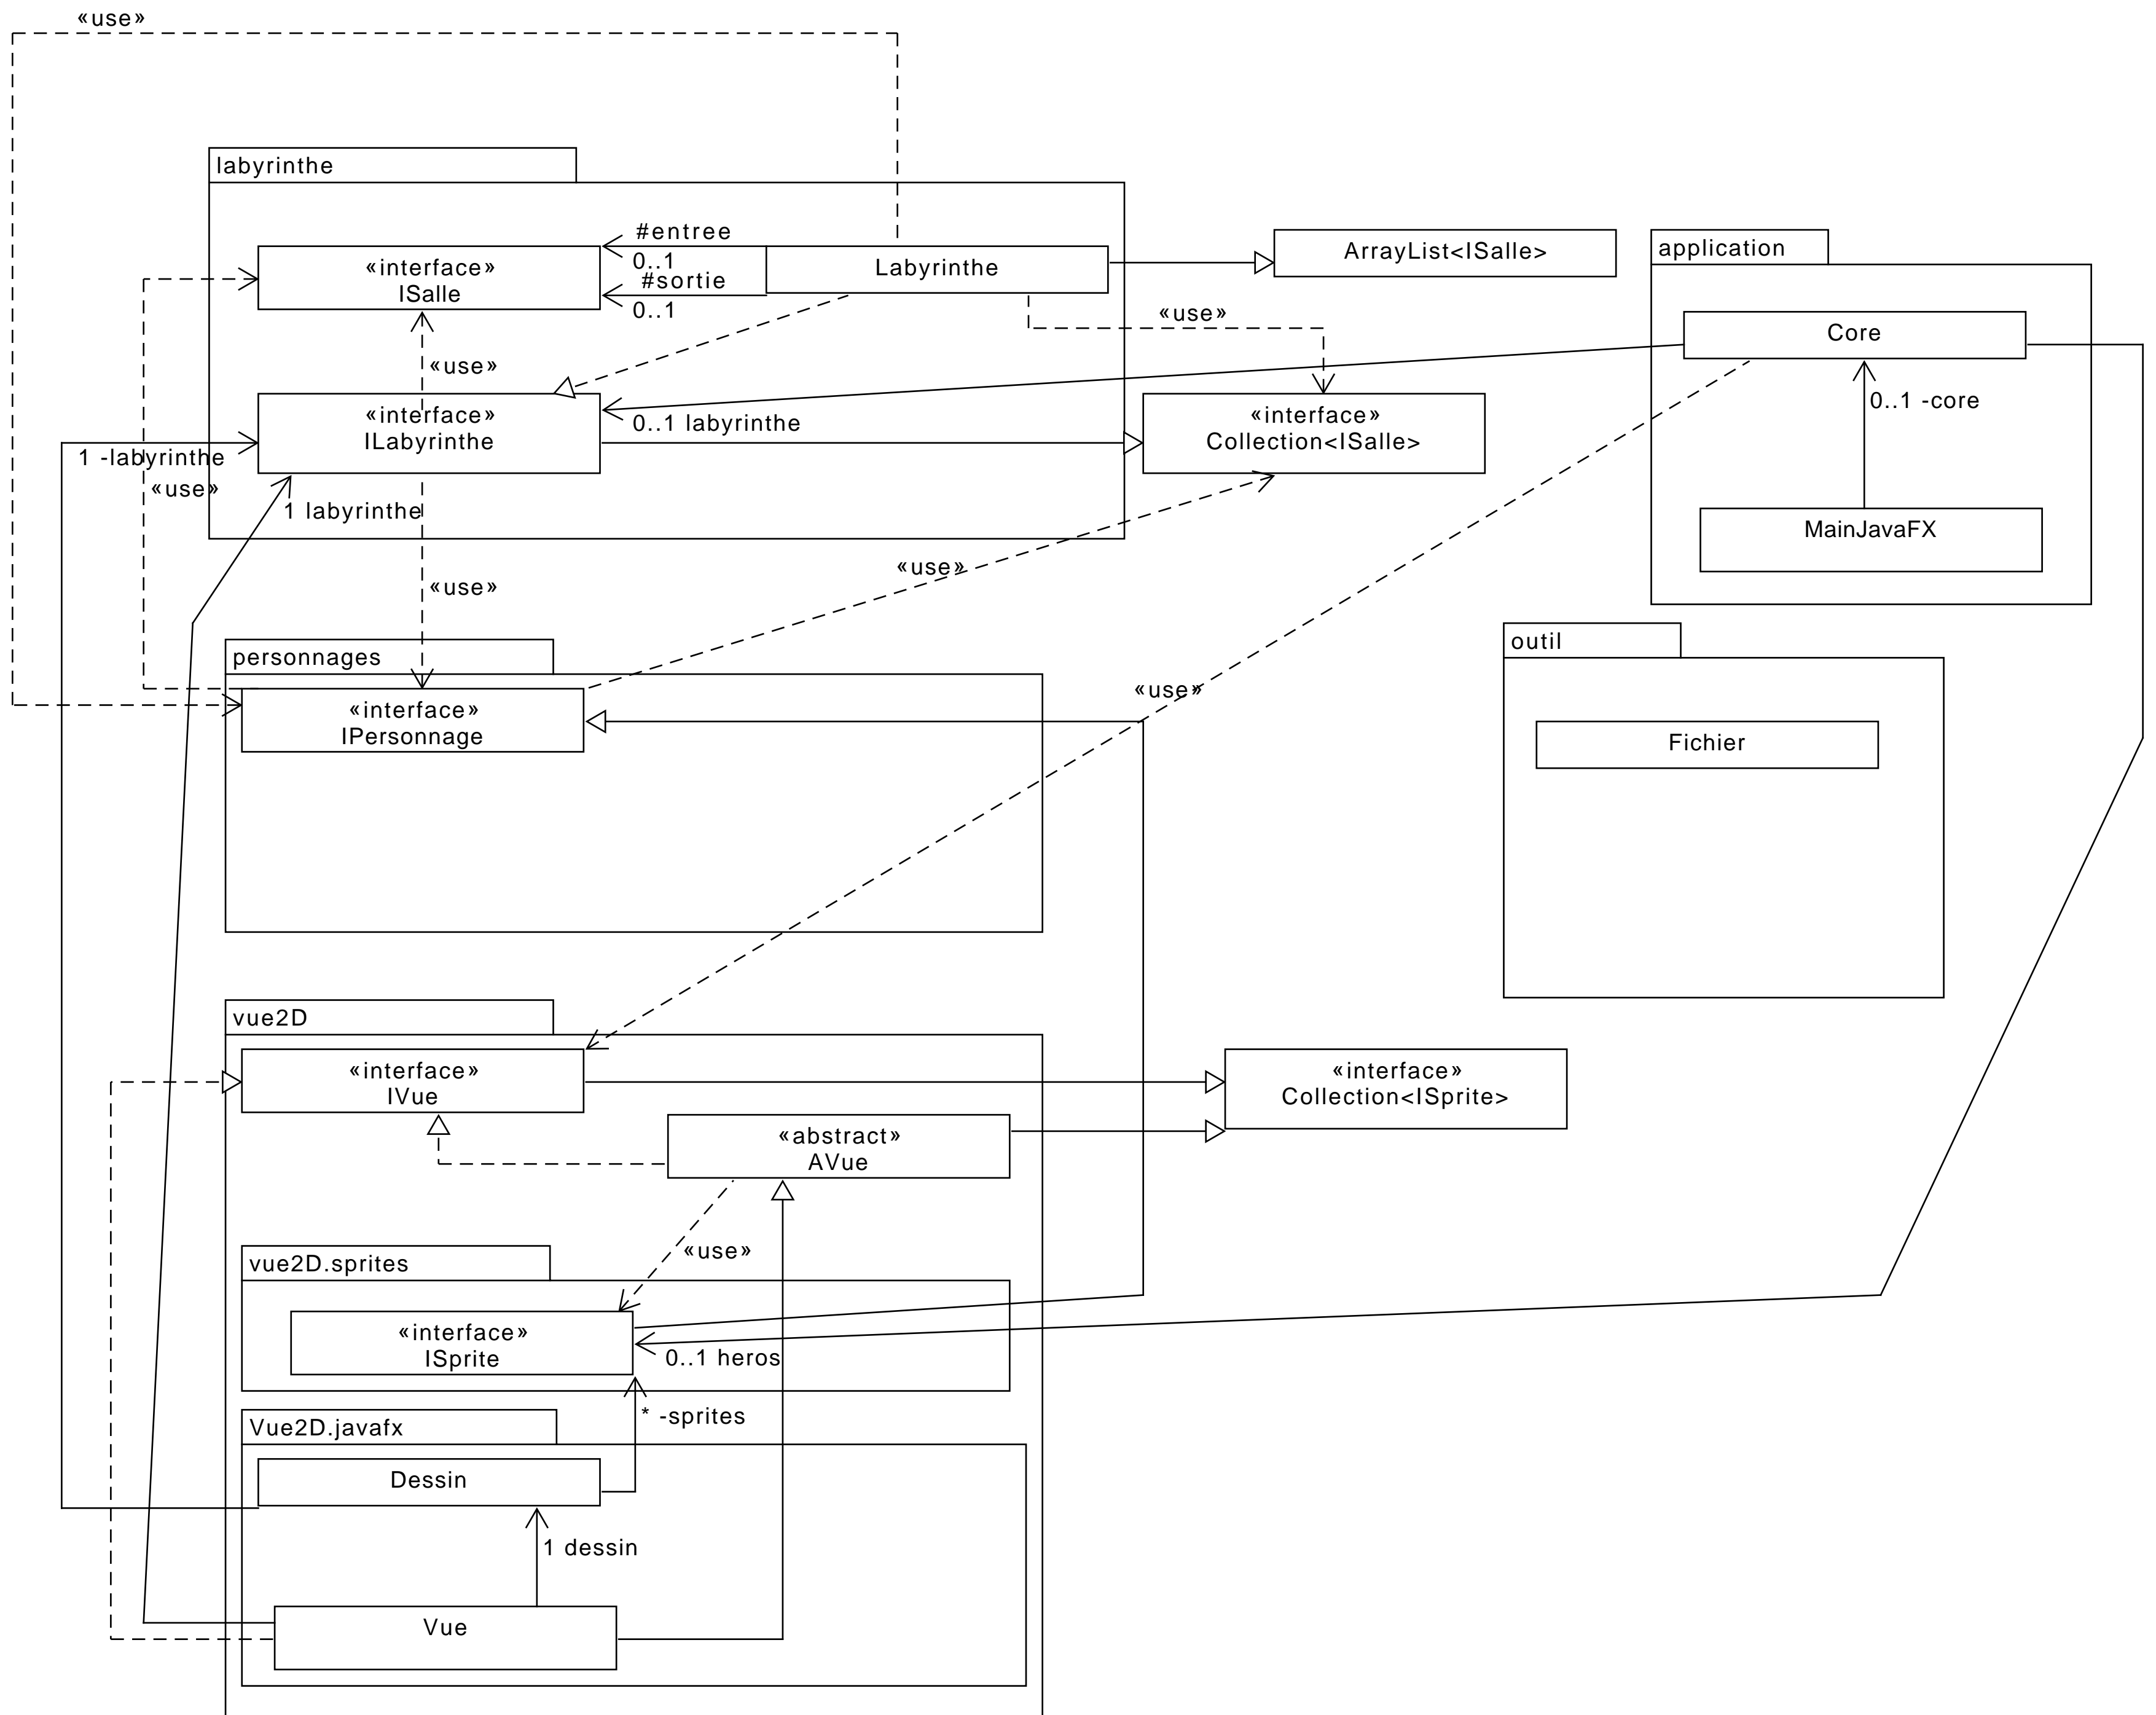 «use»
labyrinthe
#entree
0..1
#sortie
0..1
«interface»
ISalle
Labyrinthe
ArrayList<ISalle>
application
«use»
Core
«use»
0..1 -core
«interface»
ILabyrinthe
0..1 labyrinthe
«interface»
Collection<ISalle>
1 -labyrinthe
«use»
1 labyrinthe
MainJavaFX
«use»
«use»
outil
personnages
«use»
«interface»
IPersonnage
Fichier
vue2D
«interface»
IVue
«interface»
Collection<ISprite>
«abstract»
AVue
«use»
vue2D.sprites
«interface»
ISprite
0..1 heros
* -sprites
Vue2D.javafx
Dessin
1 dessin
Vue